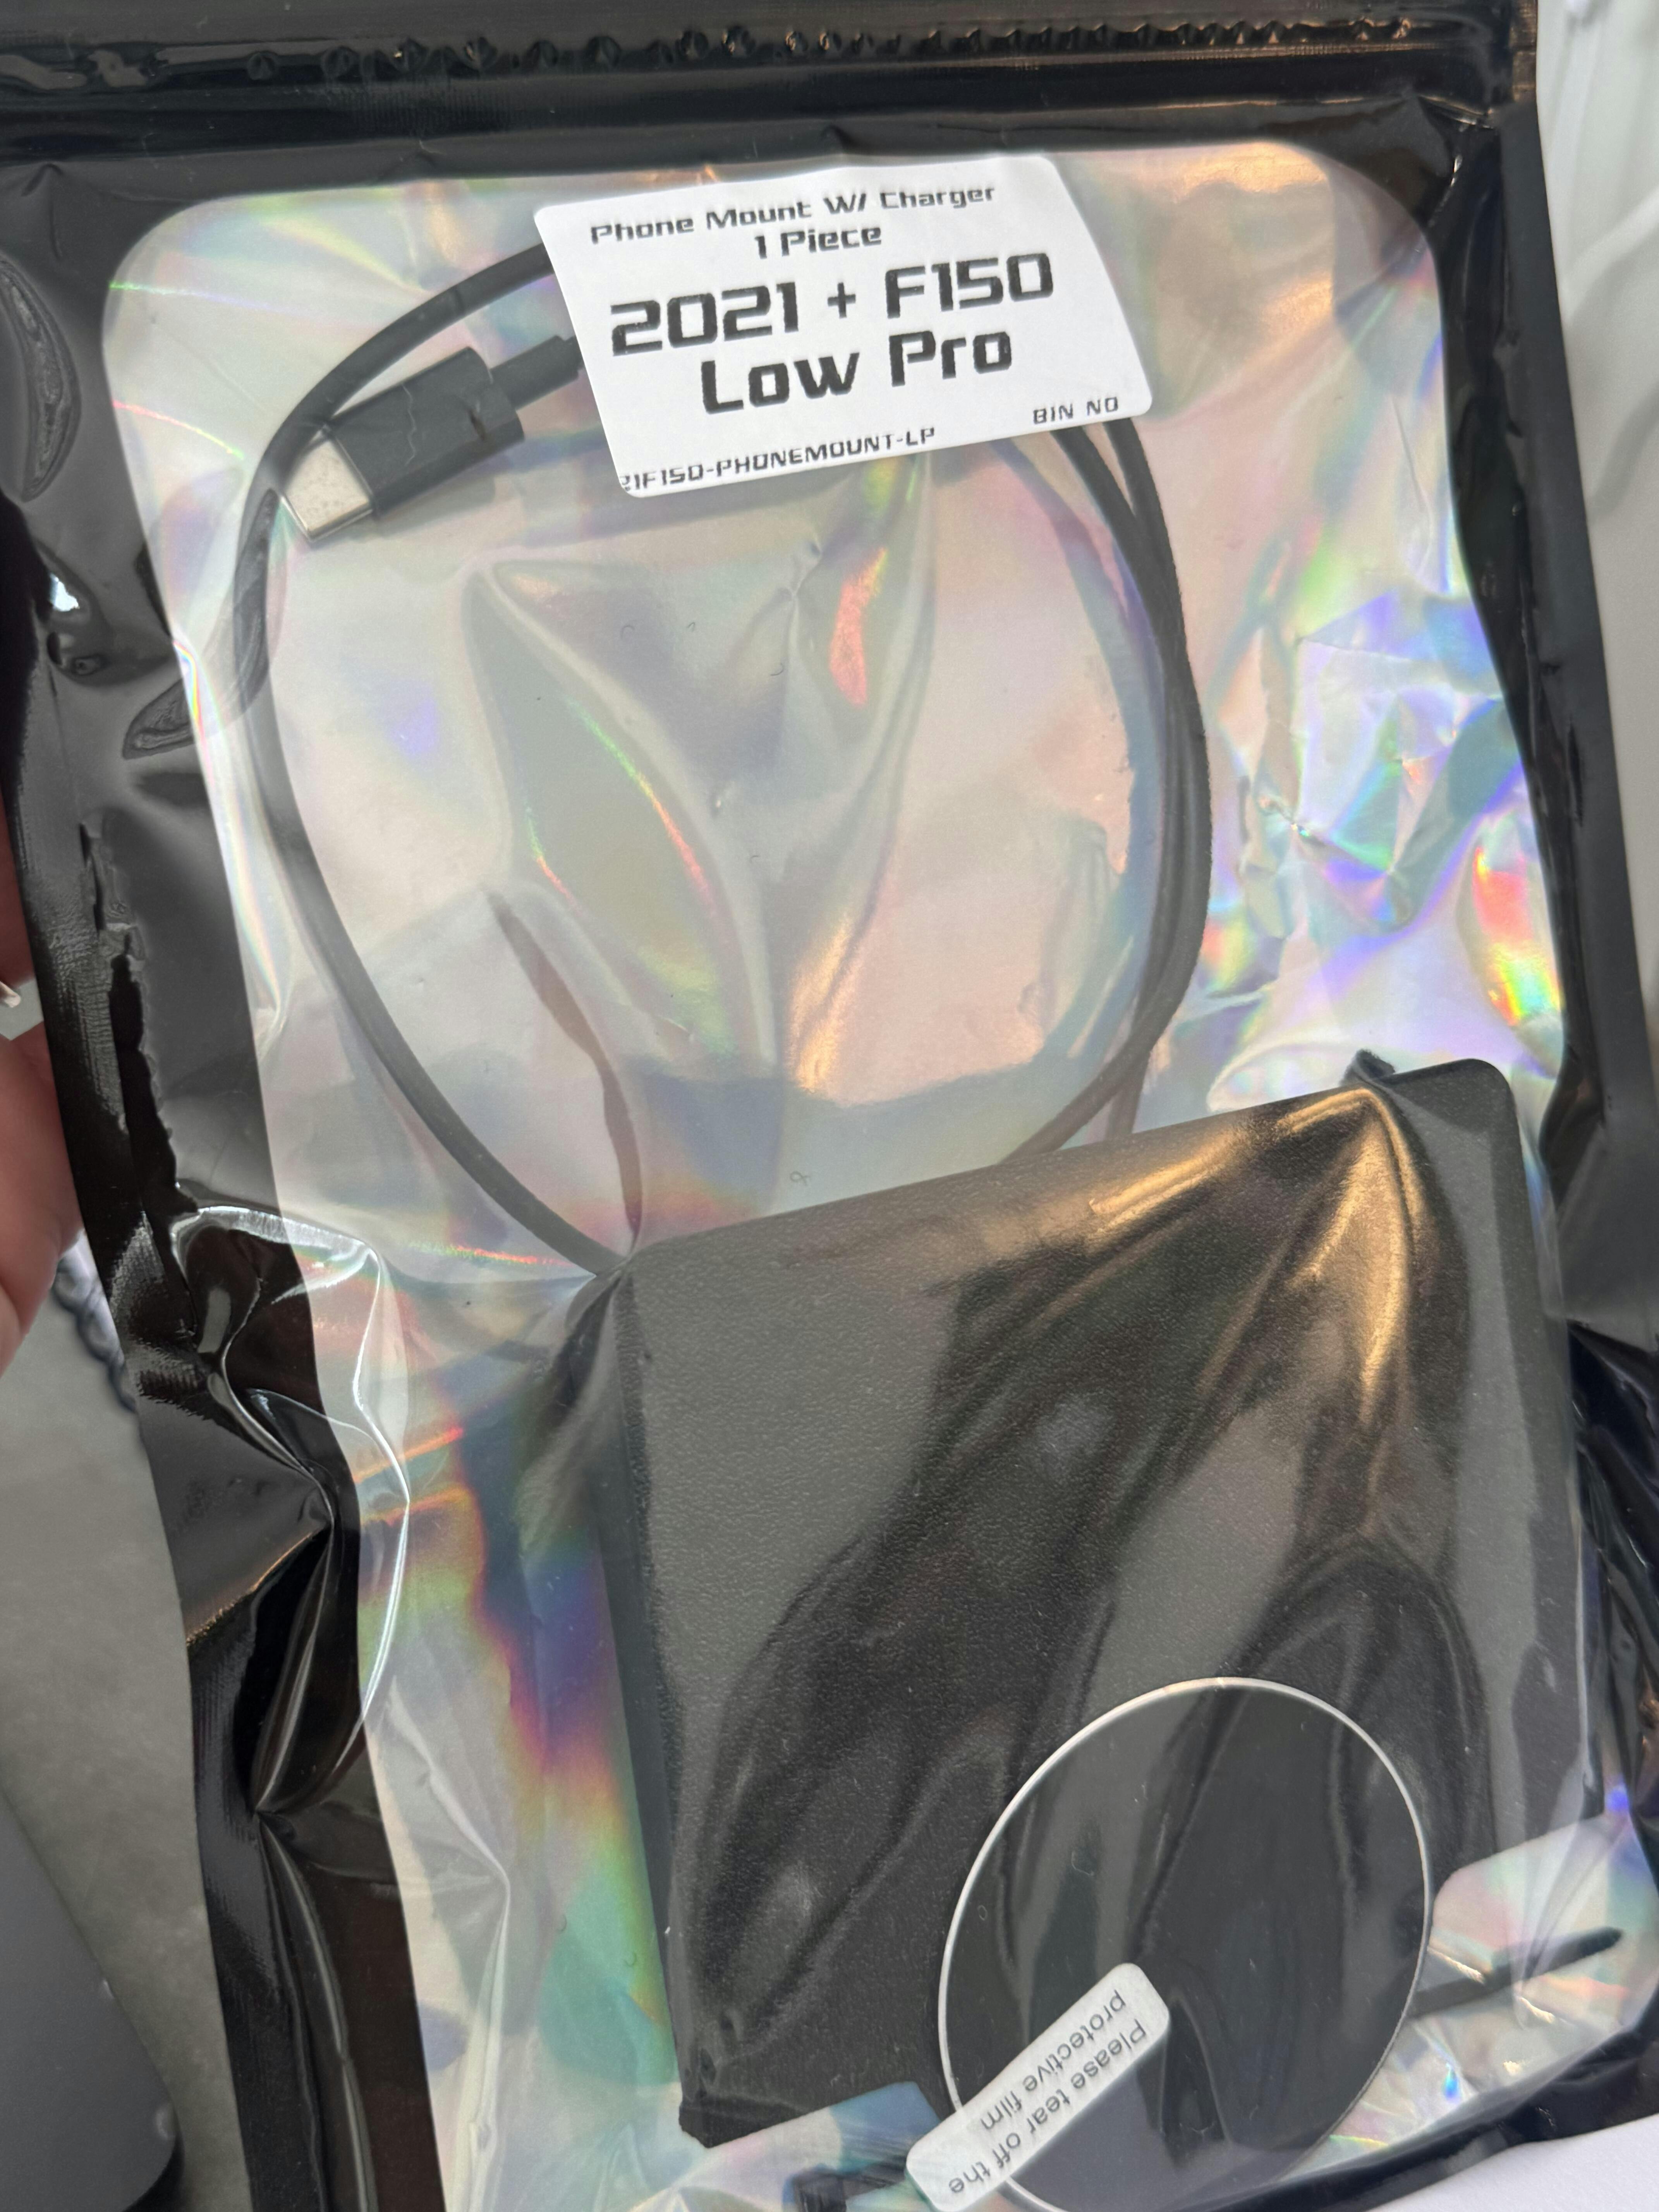 Phone Mount W/ Charger
1 Piece
2021 + F150
Low Pro
BIN NO
21F150-PHONEMOUNT-LP
Please tear off the
protective film